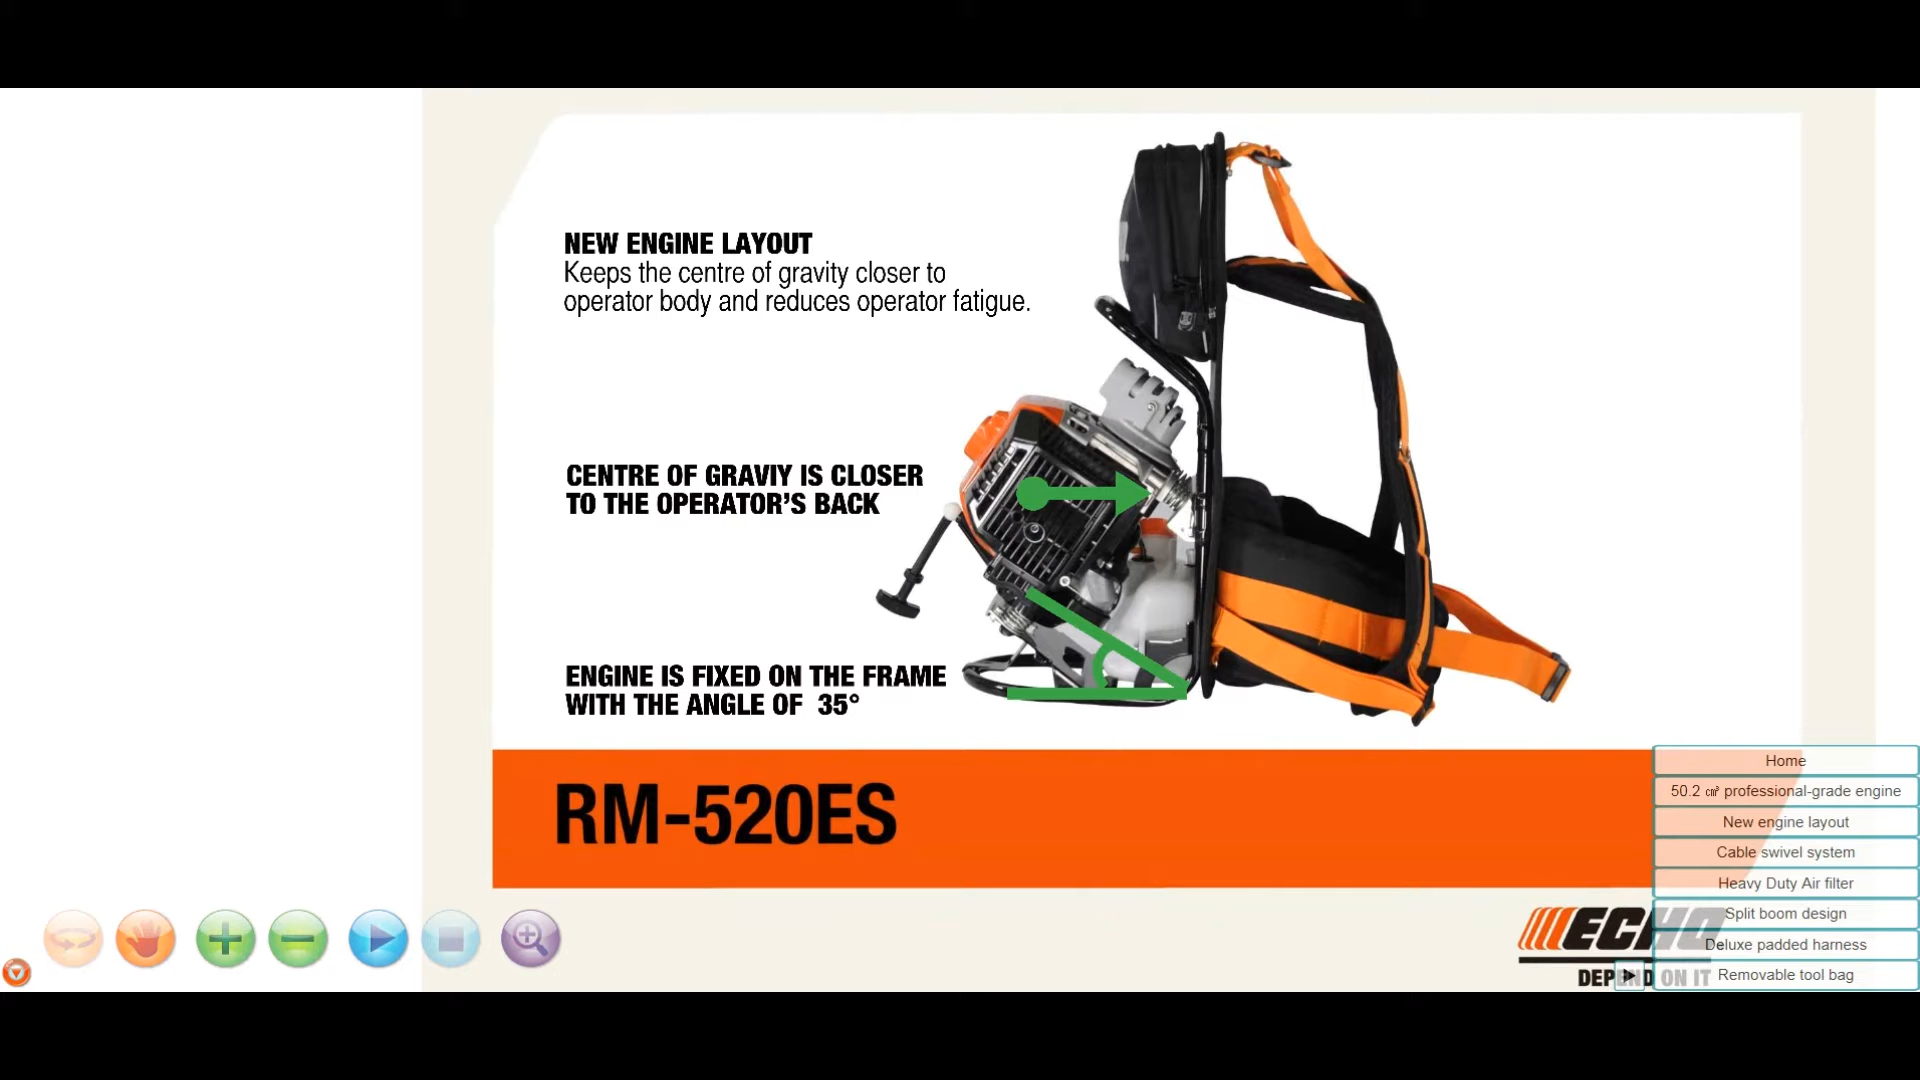 NEW ENGINE LAYOUT
Keeps the centre of gravity closer to
operator body and reduces operator fatigue.
CENTRE OF GRAVIY IS CLOSER
TO THE OPERATOR'S BACK
ENGINE IS FIXED ON THE FRAME
WITH THE ANGLE OF 35°
RM-520ES
Home
50.2 ㎤ professional-grade engine
New engine layout
Cable swivel system
Heavy Duty Air filter
Split boom design
Deluxe padded harness
Removable tool bag
ECHO
DEPEND ON IT